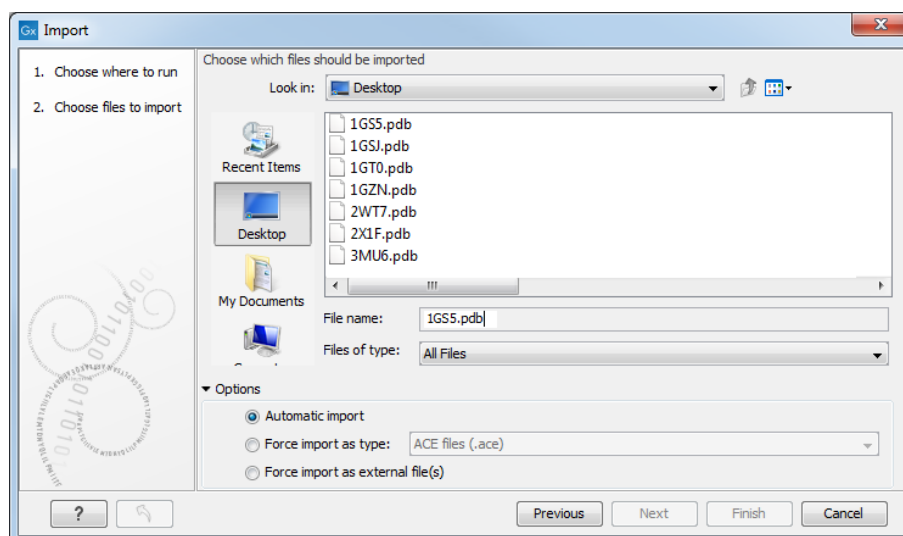 Gx Import
1. Choose where to run
2. Choose files to import
Choose which files should be imported
Look in: Desktop
Recent Items
Desktop
My Documents
1GS5.pdb
1GSJ.pdb
1GT0.pdb
1GZN.pdb
2WT7.pdb
2X1F.pdb
3MU6.pdb
File name: 1GS5.pdb
Files of type: All Files
Options
Automatic import
Force import as type: ACE files (.ace)
Force import as external file(s)
? Previous Next Finish Cancel